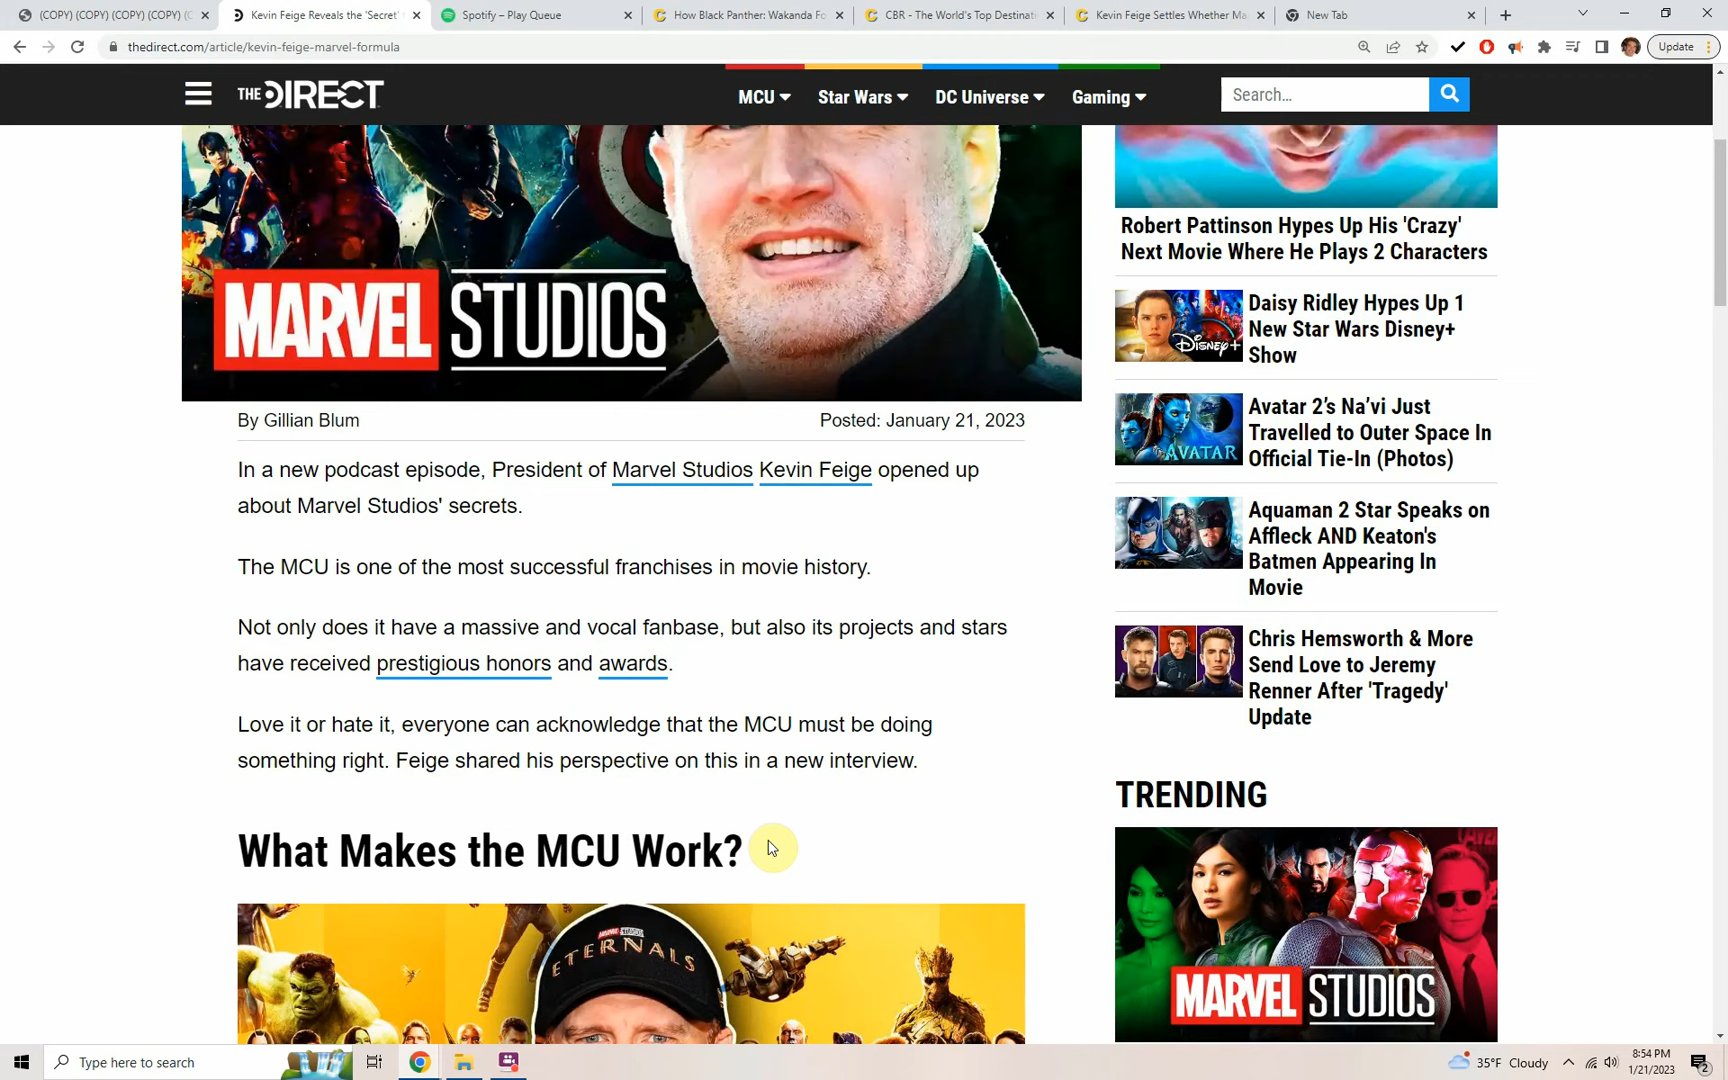 (COPY) (COPY) (COPY) (COPY) (C
Kevin Feige Reveals the 'Secret'
Spotify – Play Queue
How Black Panther: Wakanda Fo
CBR - The World's Top Destinati
Kevin Feige Settles Whether Ma
New Tab
thedirect.com/article/kevin-feige-marvel-formula
Update
THE DIRECT
MCU
Star Wars
DC Universe
Gaming
Search...
MARVEL STUDIOS
By Gillian Blum
Posted: January 21, 2023
In a new podcast episode, President of Marvel Studios Kevin Feige opened up
about Marvel Studios' secrets.
The MCU is one of the most successful franchises in movie history.
Not only does it have a massive and vocal fanbase, but also its projects and stars
have received prestigious honors and awards.
Love it or hate it, everyone can acknowledge that the MCU must be doing
something right. Feige shared his perspective on this in a new interview.
What Makes the MCU Work?
MARVEL STUDIOS
ETERNALS
Robert Pattinson Hypes Up His 'Crazy'
Next Movie Where He Plays 2 Characters
Disney+
Daisy Ridley Hypes Up 1
New Star Wars Disney+
Show
AVATAR
Avatar 2’s Na’vi Just
Travelled to Outer Space In
Official Tie-In (Photos)
Aquaman 2 Star Speaks on
Affleck AND Keaton's
Batmen Appearing In
Movie
Chris Hemsworth & More
Send Love to Jeremy
Renner After 'Tragedy'
Update
TRENDING
MARVEL STUDIOS
Type here to search
35°F Cloudy
8:54 PM
1/21/2023
2